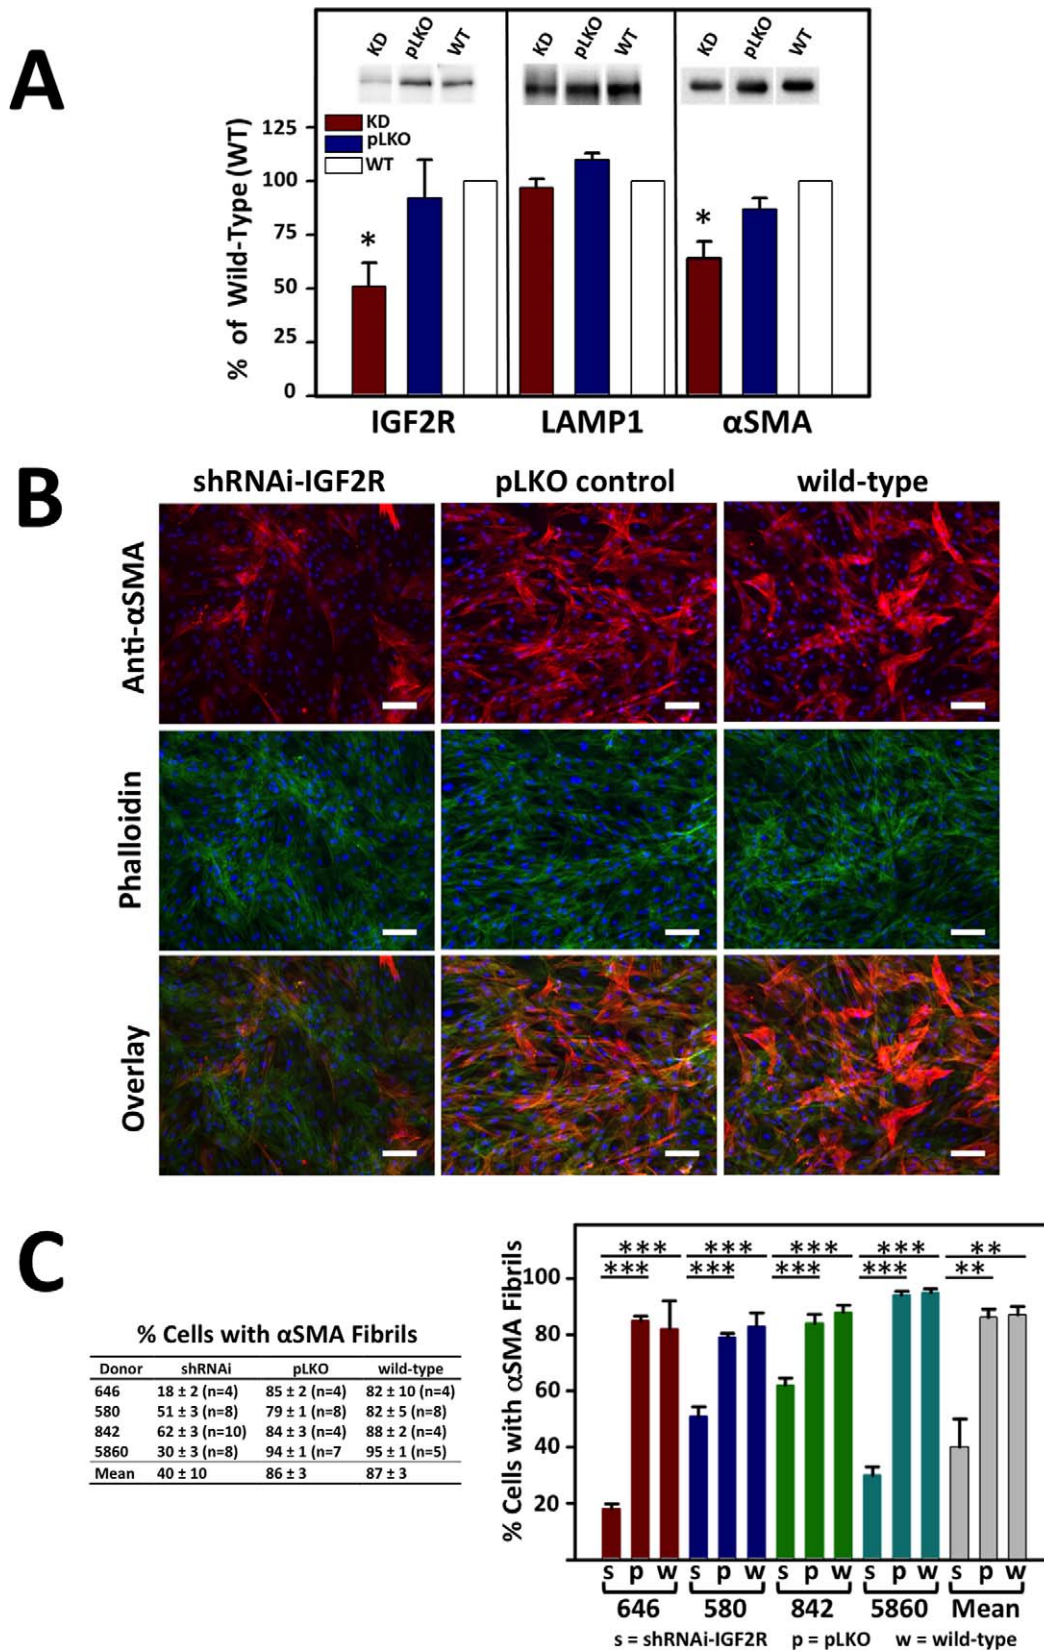 A
KD pLKO WT KD pLKO WT KD pLKO WT
KD
pLKO
WT
% of Wild-Type (WT)
125
100
75
50
25
0
*
*
IGF2R LAMP1 αSMA
B
shRNAi-IGF2R pLKO control wild-type
Anti-αSMA
Phalloidin
Overlay
C
% Cells with αSMA Fibrils
Donor shRNAi pLKO wild-type
646 18 ± 2 (n=4) 85 ± 2 (n=4) 82 ± 10 (n=4)
580 51 ± 3 (n=8) 79 ± 1 (n=8) 82 ± 5 (n=8)
842 62 ± 3 (n=10) 84 ± 3 (n=4) 88 ± 2 (n=4)
5860 30 ± 3 (n=8) 94 ± 1 (n=7 95 ± 1 (n=5)
Mean 40 ± 10 86 ± 3 87 ± 3
% Cells with αSMA Fibrils
*** *** *** *** **
*** *** *** *** **
100
80
60
40
20
s p w s p w s p w s p w s p w
646 580 842 5860 Mean
s = shRNAi-IGF2R p = pLKO w = wild-type